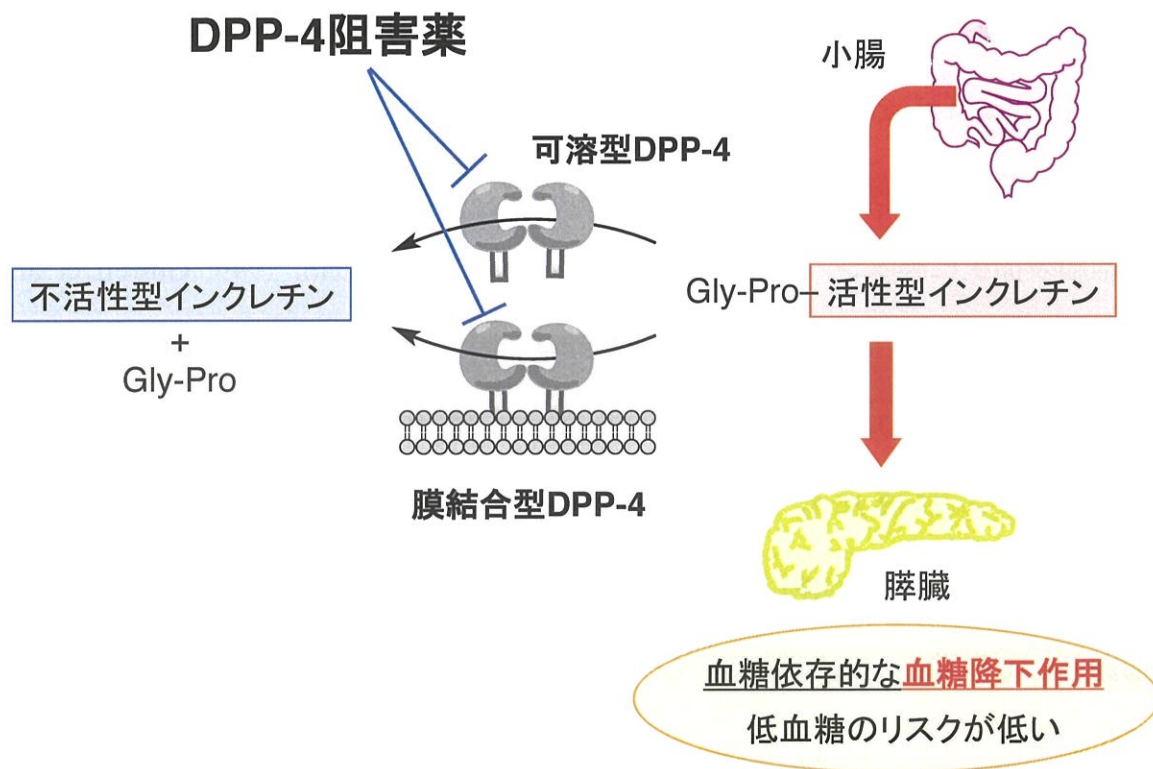 DPP-4阻害薬
小腸
可溶型DPP-4
不活性型インクレチン
+
Gly-Pro
Gly-Pro–活性型インクレチン
膜結合型DPP-4
膵臓
血糖依存的な血糖降下作用
低血糖のリスクが低い